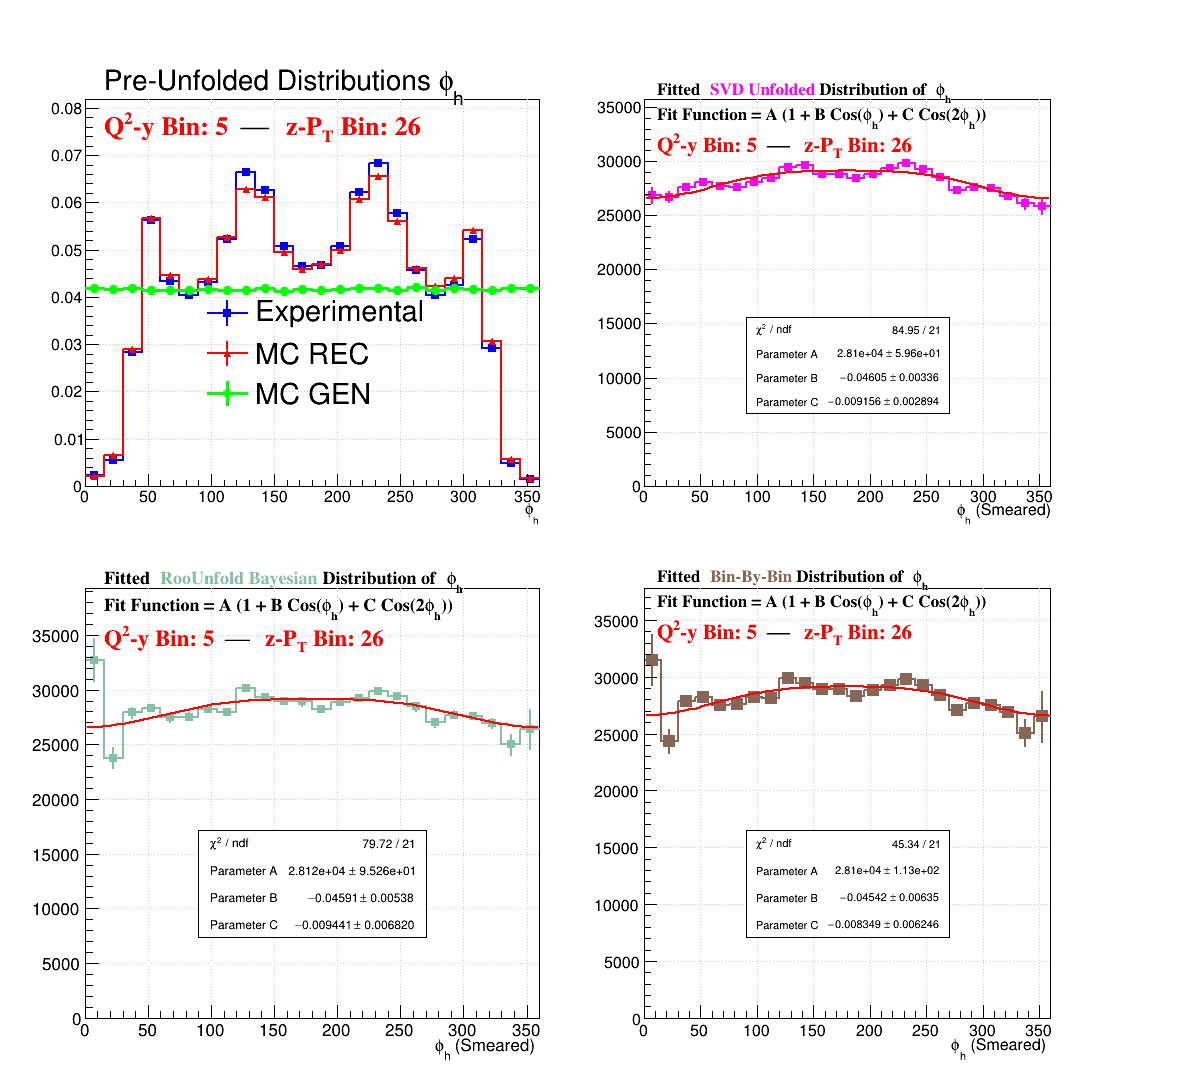 Pre-Unfolded Distributions ϕh
Q²-y Bin: 5 — z-PT Bin: 26
0.08
0.07
0.06
0.05
0.04
0.03
0.02
0.01
0
Experimental
MC REC
MC GEN
0 50 100 150 200 250 300
ϕh
Fitted SVD Unfolded Distribution of ϕh
Fit Function = A (1 + B Cos(ϕh) + C Cos(2ϕh))
Q²-y Bin: 5 — z-PT Bin: 26
35000
30000
25000
20000
15000
10000
5000
0
χ² / ndf 84.95 / 21
Parameter A 2.81e+04 ± 5.96e+01
Parameter B −0.04605 ± 0.00336
Parameter C −0.009156 ± 0.002894
0 50 100 150 200 250 300 350
ϕh (Smeared)
Fitted RooUnfold Bayesian Distribution of ϕh
Fit Function = A (1 + B Cos(ϕh) + C Cos(2ϕh))
Q²-y Bin: 5 — z-PT Bin: 26
35000
30000
25000
20000
15000
10000
5000
0
χ² / ndf 79.72 / 21
Parameter A 2.812e+04 ± 9.526e+01
Parameter B −0.04591 ± 0.00538
Parameter C −0.009441 ± 0.006820
0 50 100 150 200 250 300 350
ϕh (Smeared)
Fitted Bin-By-Bin Distribution of ϕh
Fit Function = A (1 + B Cos(ϕh) + C Cos(2ϕh))
Q²-y Bin: 5 — z-PT Bin: 26
35000
30000
25000
20000
15000
10000
5000
0
χ² / ndf 45.34 / 21
Parameter A 2.81e+04 ± 1.13e+02
Parameter B −0.04542 ± 0.00635
Parameter C −0.008349 ± 0.006246
0 50 100 150 200 250 300 350
ϕh (Smeared)